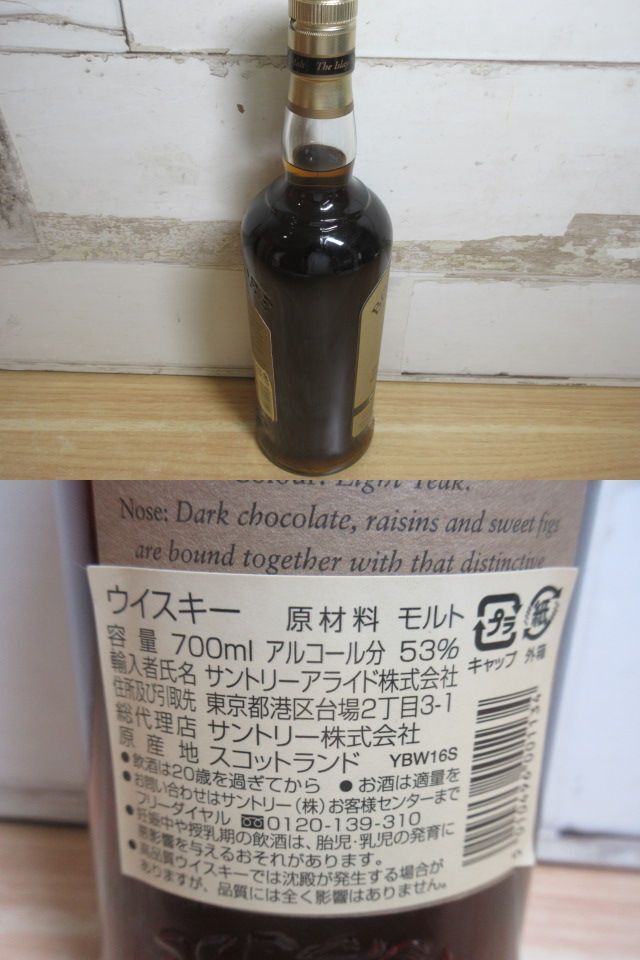 The Islay
Colour: Light Teak.
Nose: Dark chocolate, raisins and sweet figs
are bound together with that distinctive
ウイスキー 原材料 モルト
容量 700ml アルコール分 53%
輸入者氏名 サントリーアライド株式会社
住所及び引取先 東京都港区台場2丁目3-1
総代理店 サントリー株式会社
原産地 スコットランド YBW16S
プラ
キャップ
紙
外箱
●飲酒は20歳を過ぎてから ●お酒は適量を
●お問い合わせはサントリー(株)お客様センターまで
フリーダイヤル 0120-139-310
●妊娠中や授乳期の飲酒は、胎児・乳児の発育に
悪影響を与えるおそれがあります。
●高品質ウイスキーでは沈殿が発生する場合が
ありますが、品質には全く影響はありません。